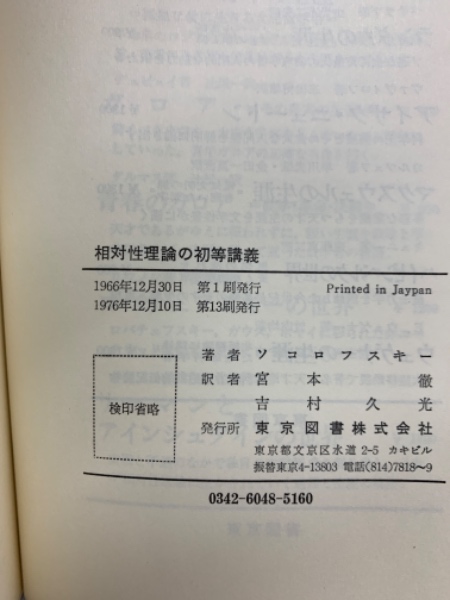 相対性理論の初等講義
1966年12月30日 第1刷発行 Printed in Jaypan
1976年12月10日 第13刷発行
著者 ソコロフスキー
訳者 宮本 徹
吉村久光
検印省略
発行所 東京図書株式会社
東京都文京区水道2-5 カキビル
振替東京4-13803 電話(814)7818〜9
0342-6048-5160